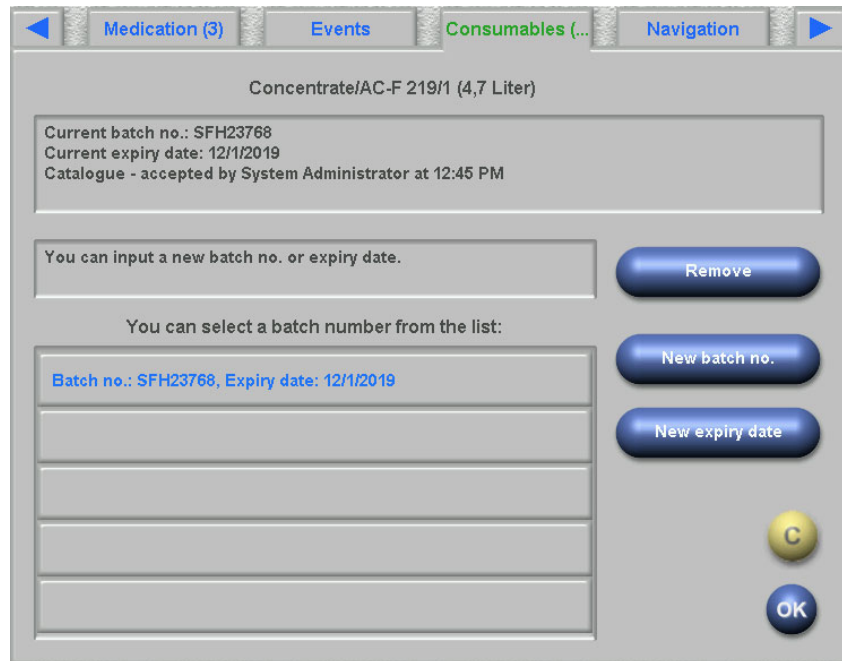 Medication (3) Events Consumables (... Navigation
Concentrate/AC-F 219/1 (4,7 Liter)
Current batch no.: SFH23768
Current expiry date: 12/1/2019
Catalogue - accepted by System Administrator at 12:45 PM
You can input a new batch no. or expiry date.
Remove
You can select a batch number from the list:
New batch no.
Batch no.: SFH23768, Expiry date: 12/1/2019
New expiry date
C
OK